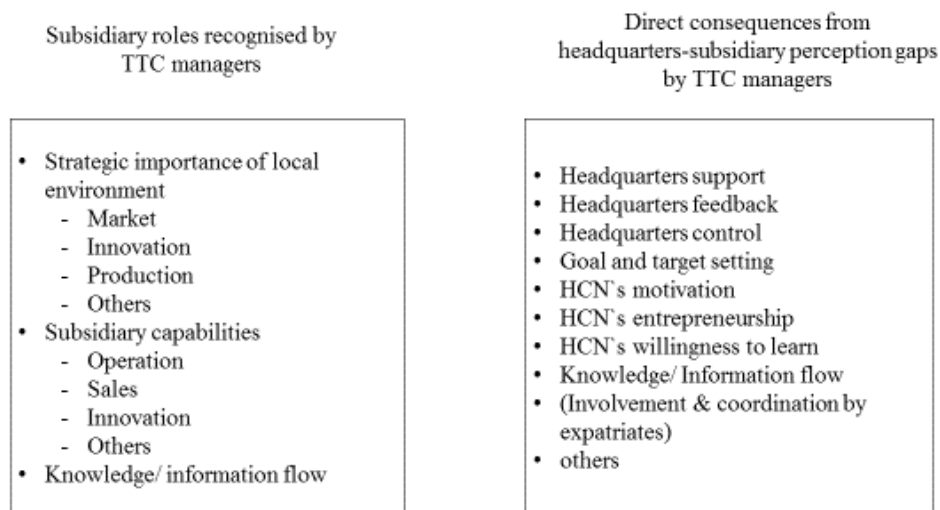 Subsidiary roles recognised by
TTC managers
• Strategic importance of local
environment
- Market
- Innovation
- Production
- Others
• Subsidiary capabilities
- Operation
- Sales
- Innovation
- Others
• Knowledge/ information flow
Direct consequences from
headquarters-subsidiary perception gaps
by TTC managers
• Headquarters support
• Headquarters feedback
• Headquarters control
• Goal and target setting
• HCN`s motivation
• HCN`s entrepreneurship
• HCN`s willingness to learn
• Knowledge/ Information flow
• (Involvement & coordination by
expatriates)
• others